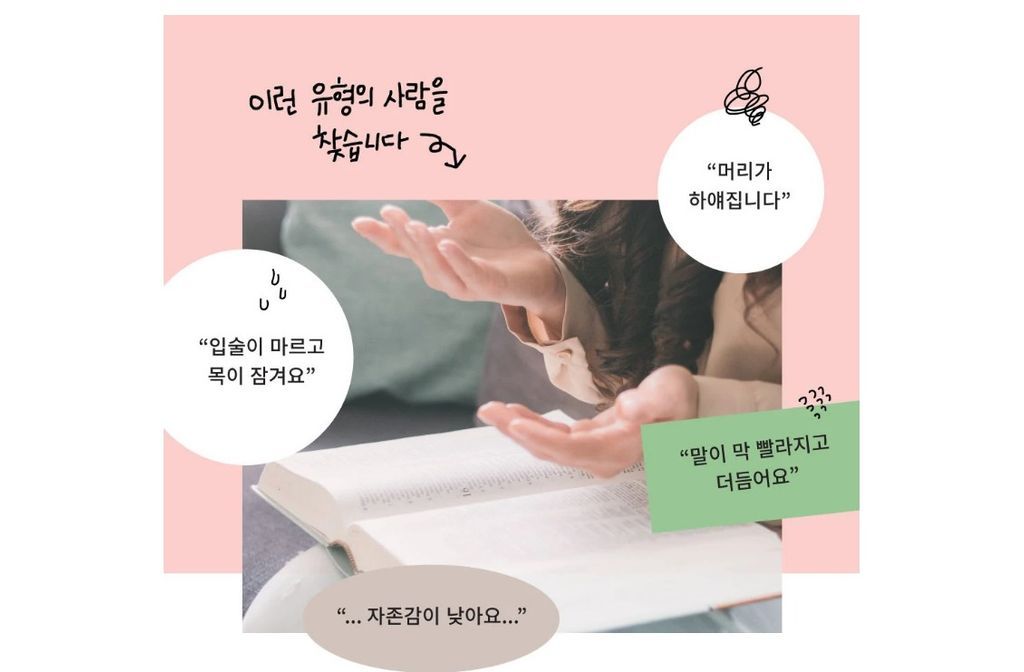 이런 유형의 사람을
찾습니다
“머리가
하얘집니다”
“입술이 마르고
목이 잠겨요”
“말이 막 빨라지고
더듬어요”
“... 자존감이 낮아요...”